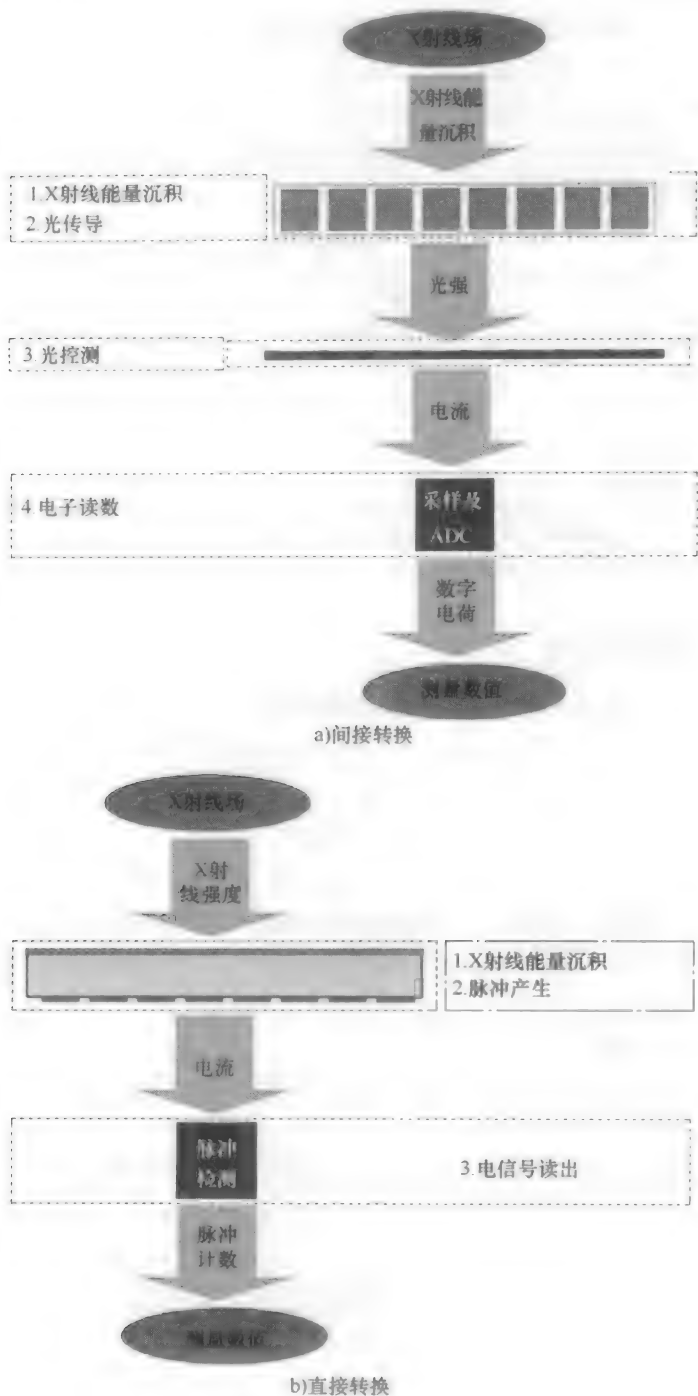 X射线场
X射线能
量沉积
1.X射线能量沉积
2.光传导
光强
3.光控测
电流
4 电子读数
采样及
ADC
数字
电荷
测量数值
a)间接转换
X射线场
X射
线强度
1.X射线能量沉积
2.脉冲产生
电流
脉冲
检测
3.电信号读出
脉冲
计数
测量数值
b)直接转换